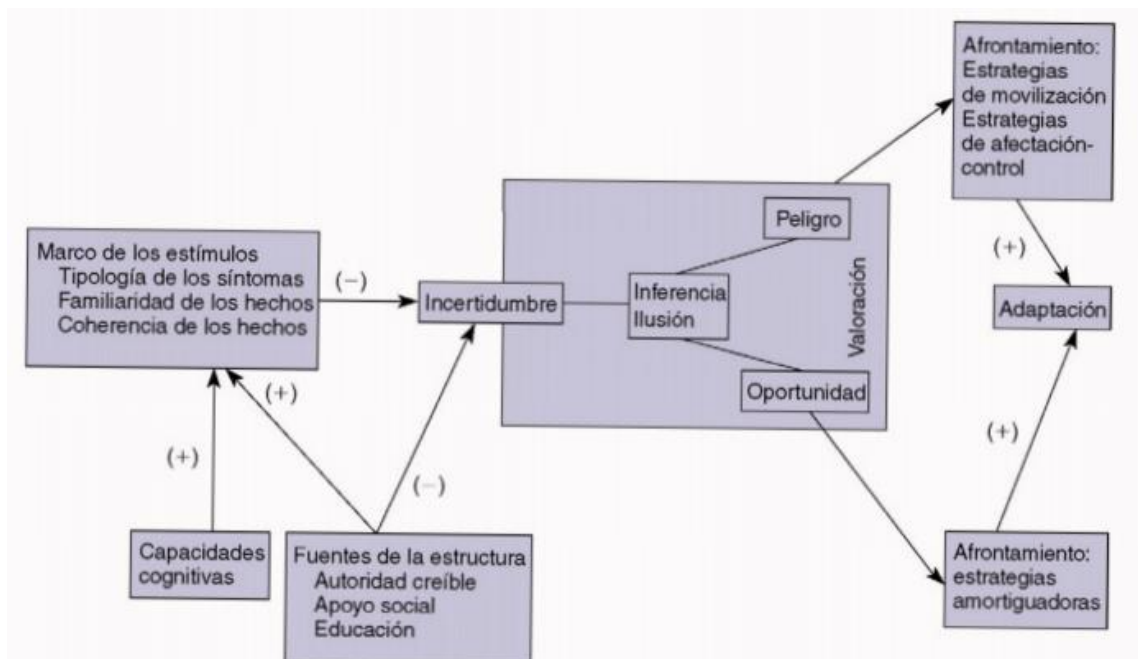 Afrontamiento:
Estrategias
de movilización
Estrategias
de afectación-
control
Peligro
Marco de los estímulos
Tipología de los síntomas
Familiaridad de los hechos
Coherencia de los hechos
(−)
Incertidumbre
Inferencia
Ilusión
Valoración
(+)
Adaptación
Oportunidad
(+)
(+)
(−)
(+)
Capacidades
cognitivas
Fuentes de la estructura
Autoridad creíble
Apoyo social
Educación
Afrontamiento:
estrategias
amortiguadoras